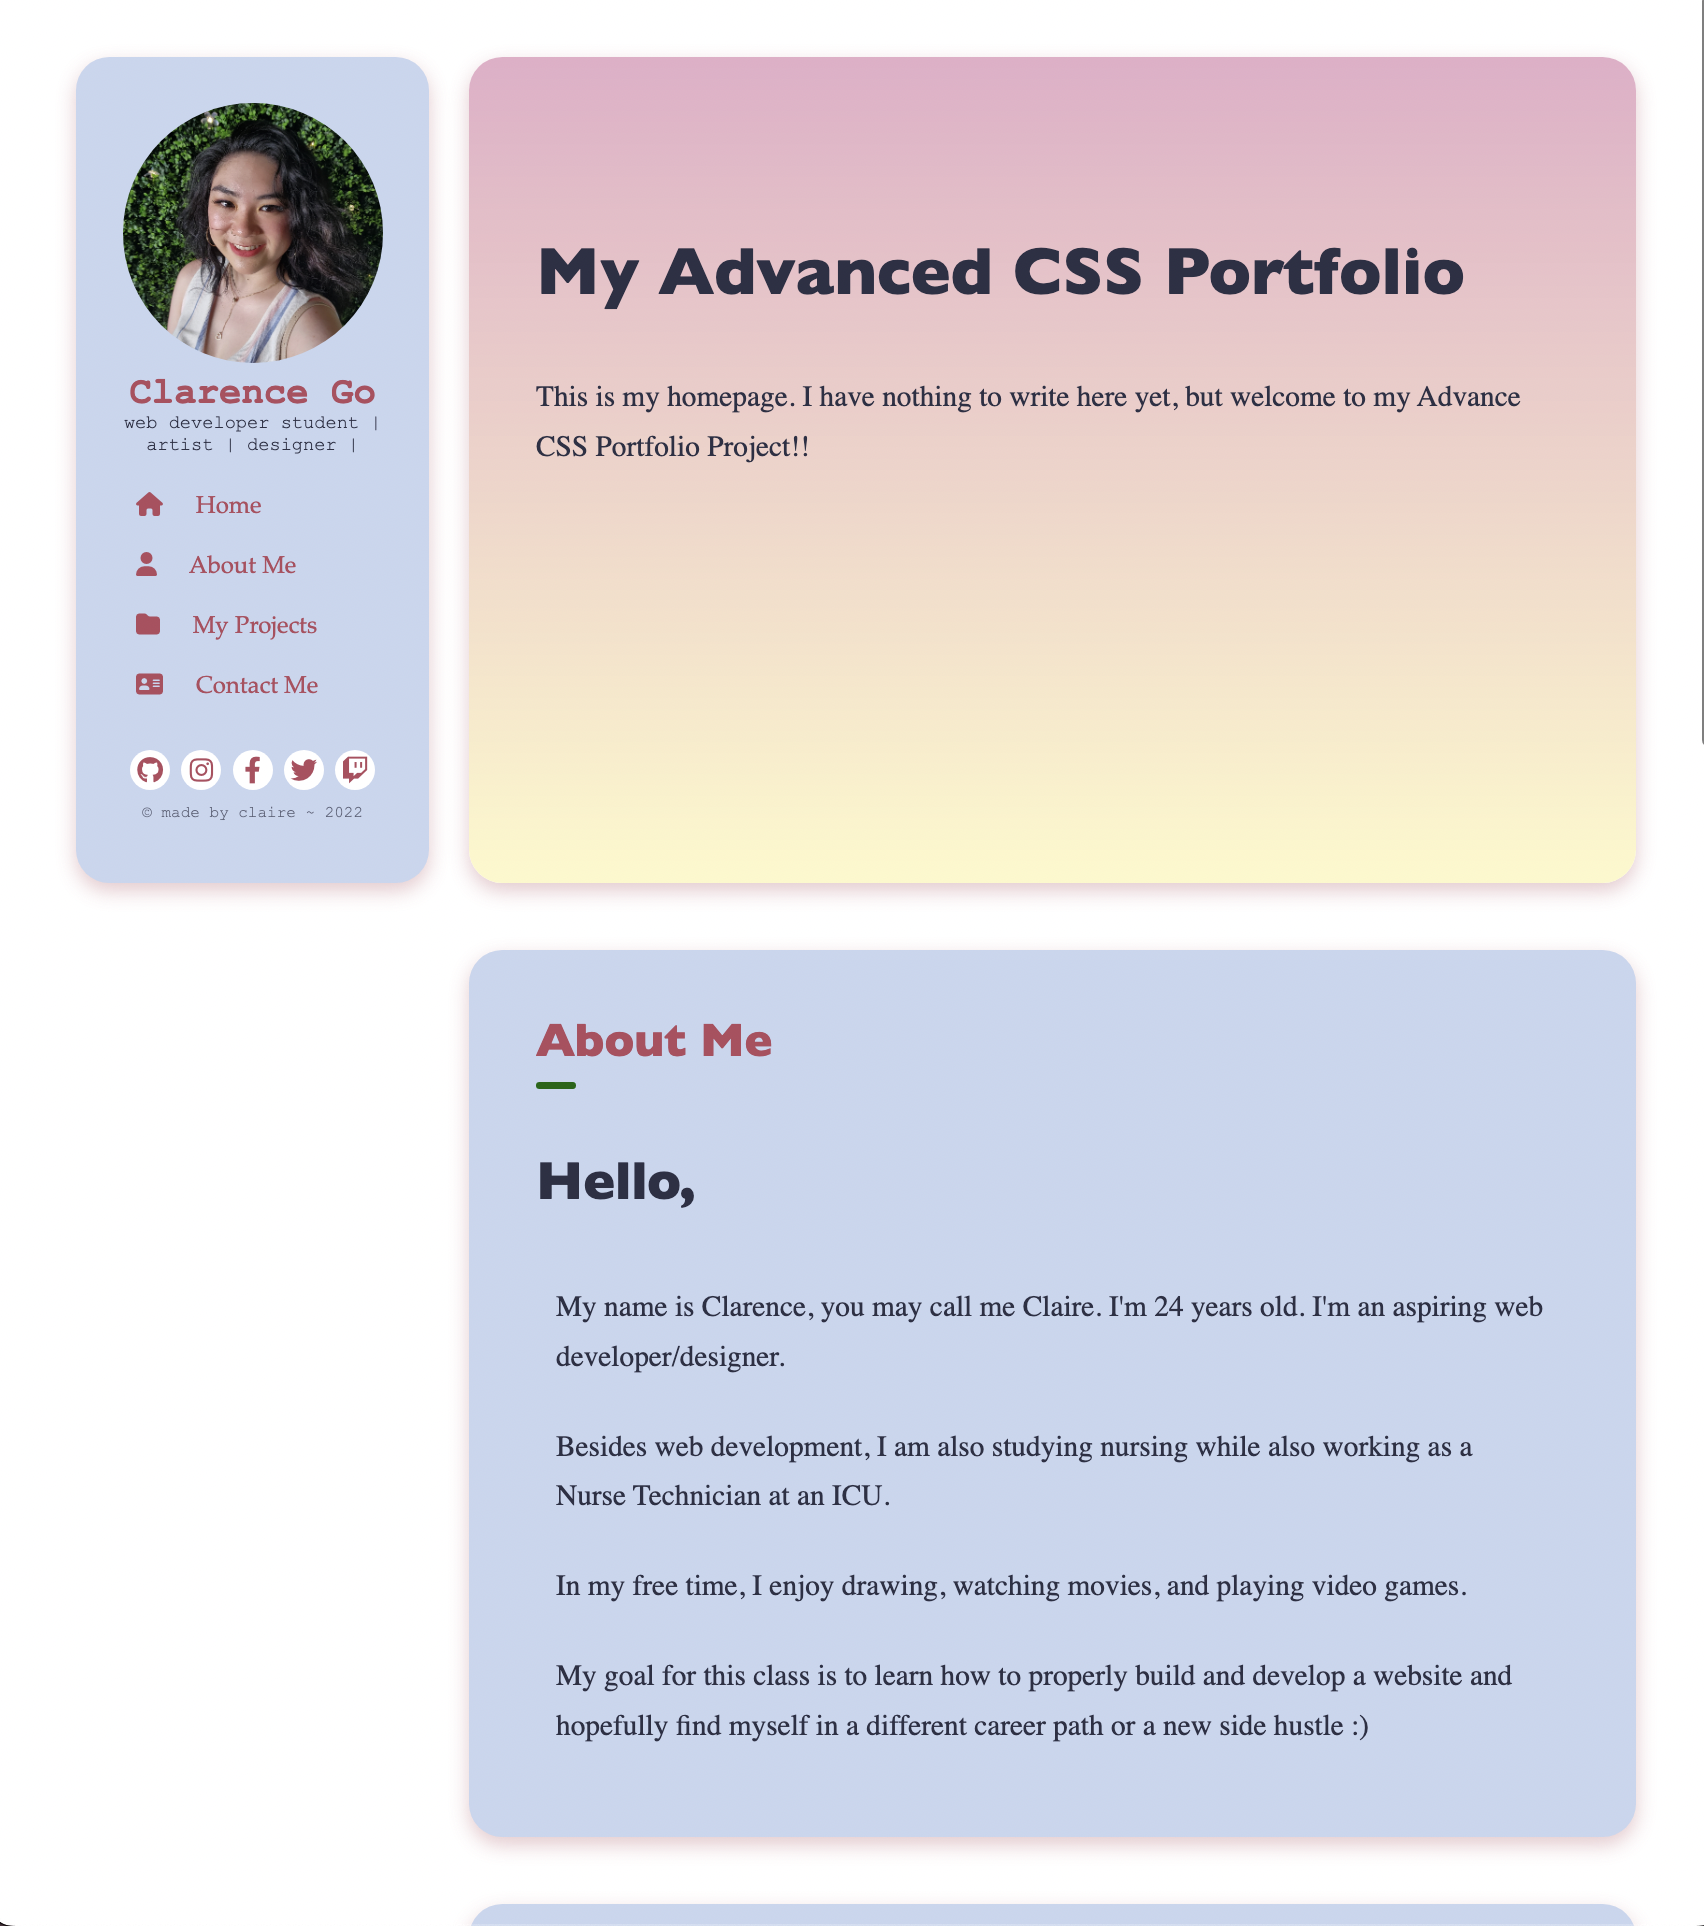 Clarence Go
web developer student |
artist | designer |
Home
About Me
My Projects
Contact Me
© made by claire ~ 2022
My Advanced CSS Portfolio
This is my homepage. I have nothing to write here yet, but welcome to my Advance
CSS Portfolio Project!!
About Me
Hello,
My name is Clarence, you may call me Claire. I'm 24 years old. I'm an aspiring web
developer/designer.
Besides web development, I am also studying nursing while also working as a
Nurse Technician at an ICU.
In my free time, I enjoy drawing, watching movies, and playing video games.
My goal for this class is to learn how to properly build and develop a website and
hopefully find myself in a different career path or a new side hustle :)